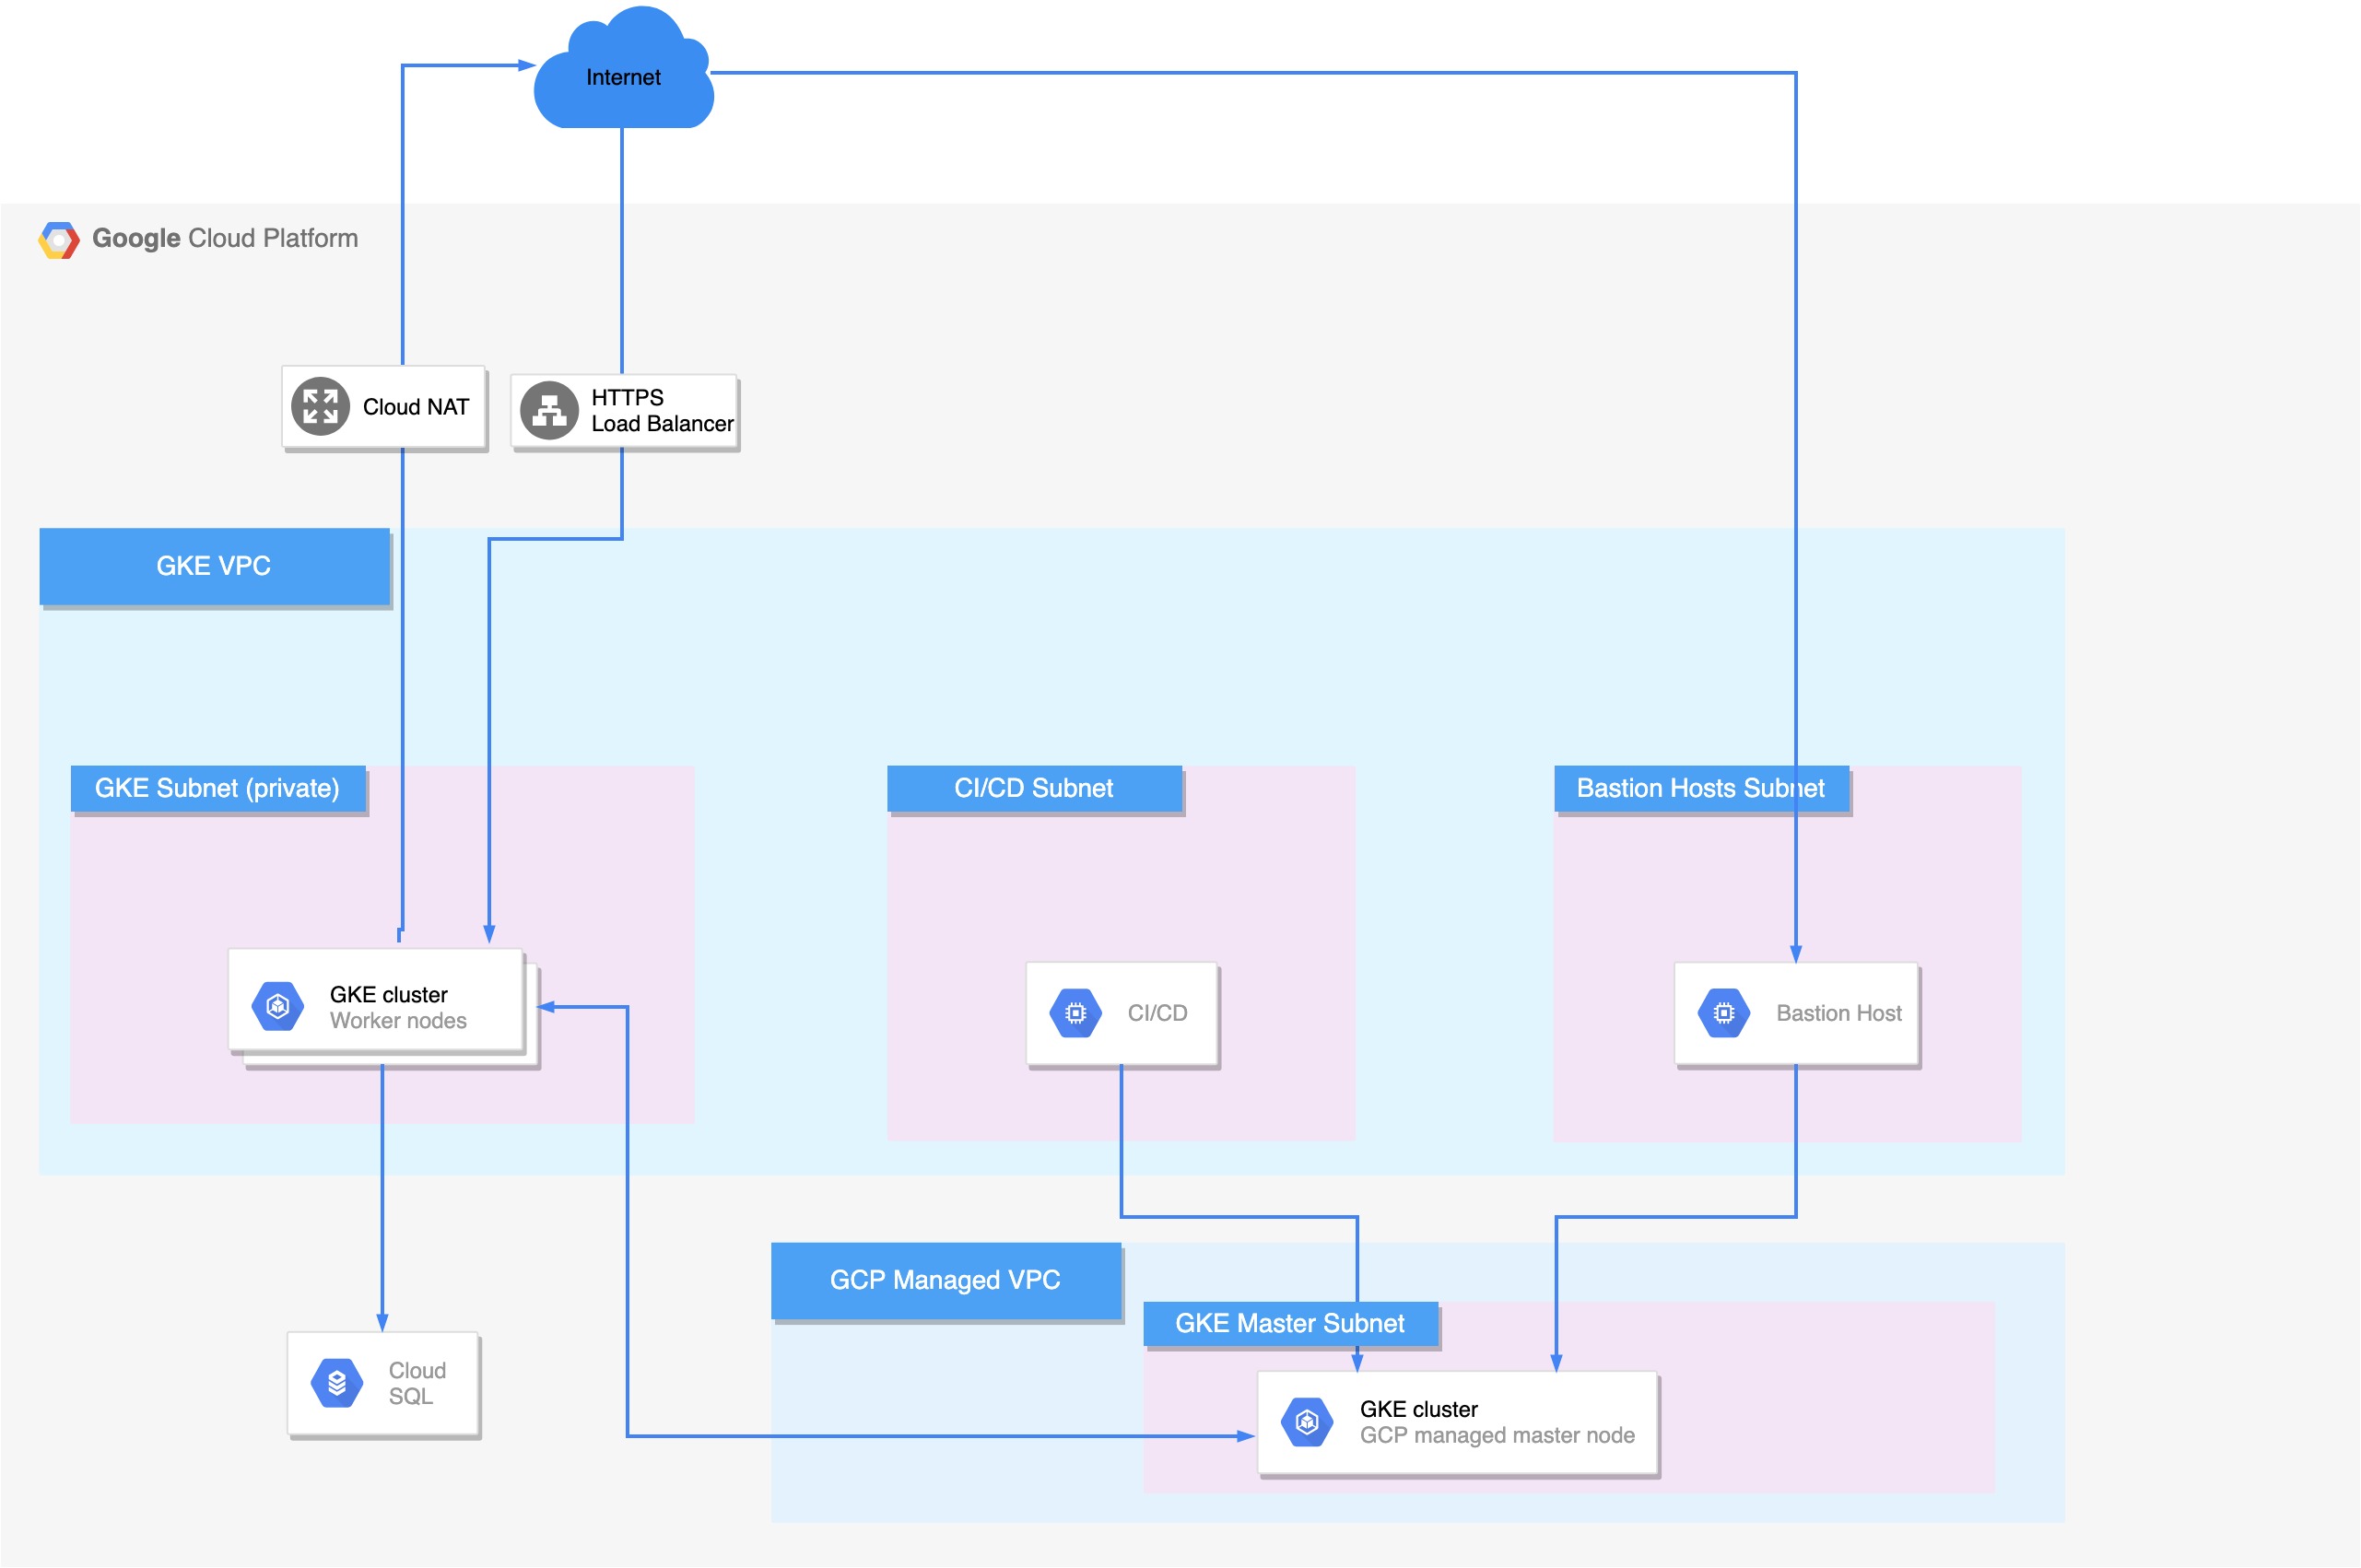 Internet
Google Cloud Platform
Cloud NAT
HTTPS
Load Balancer
GKE VPC
GKE Subnet (private)
CI/CD Subnet
Bastion Hosts Subnet
GKE cluster
Worker nodes
CI/CD
Bastion Host
GCP Managed VPC
GKE Master Subnet
Cloud
SQL
GKE cluster
GCP managed master node